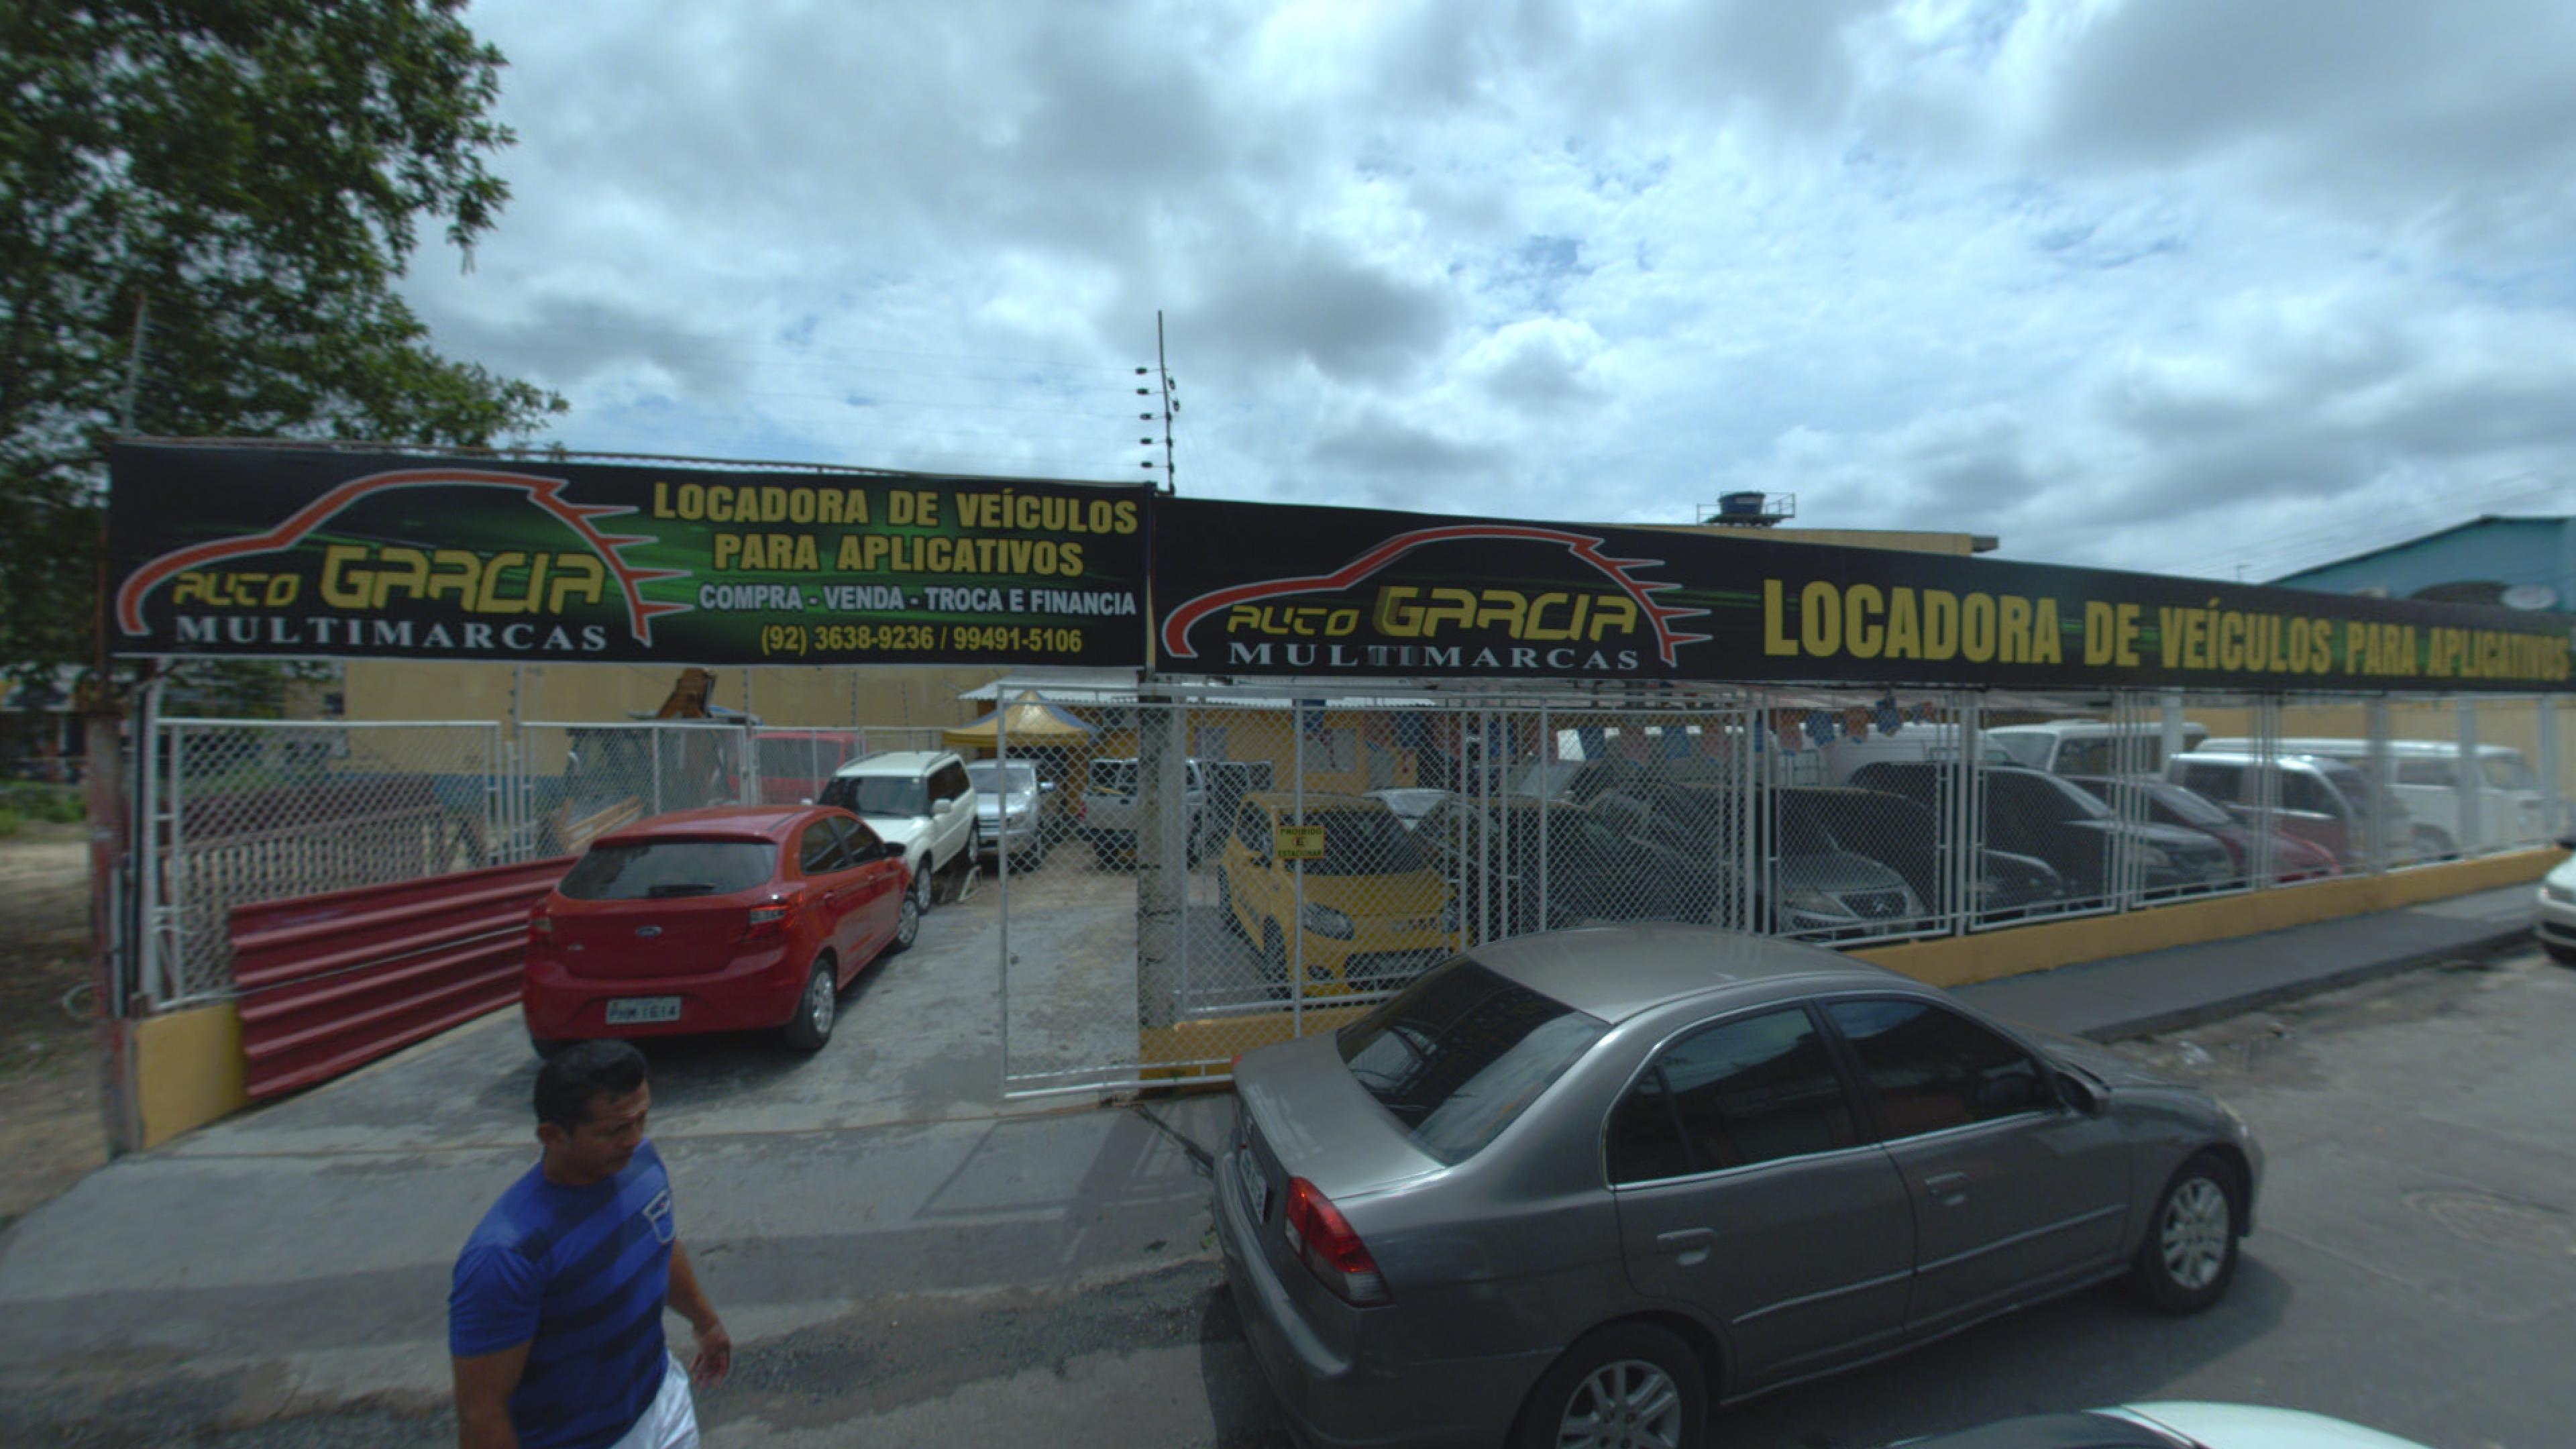 AUTO GARCIA
MULTIMARCAS
LOCADORA DE VEÍCULOS
PARA APLICATIVOS
COMPRA - VENDA - TROCA E FINANCIA
(92) 3638-9236 / 99491-5106
AUTO GARCIA
MULTIMARCAS
LOCADORA DE VEÍCULOS PARA APLICATIVOS
PROIBIDO
ESTACIONAR